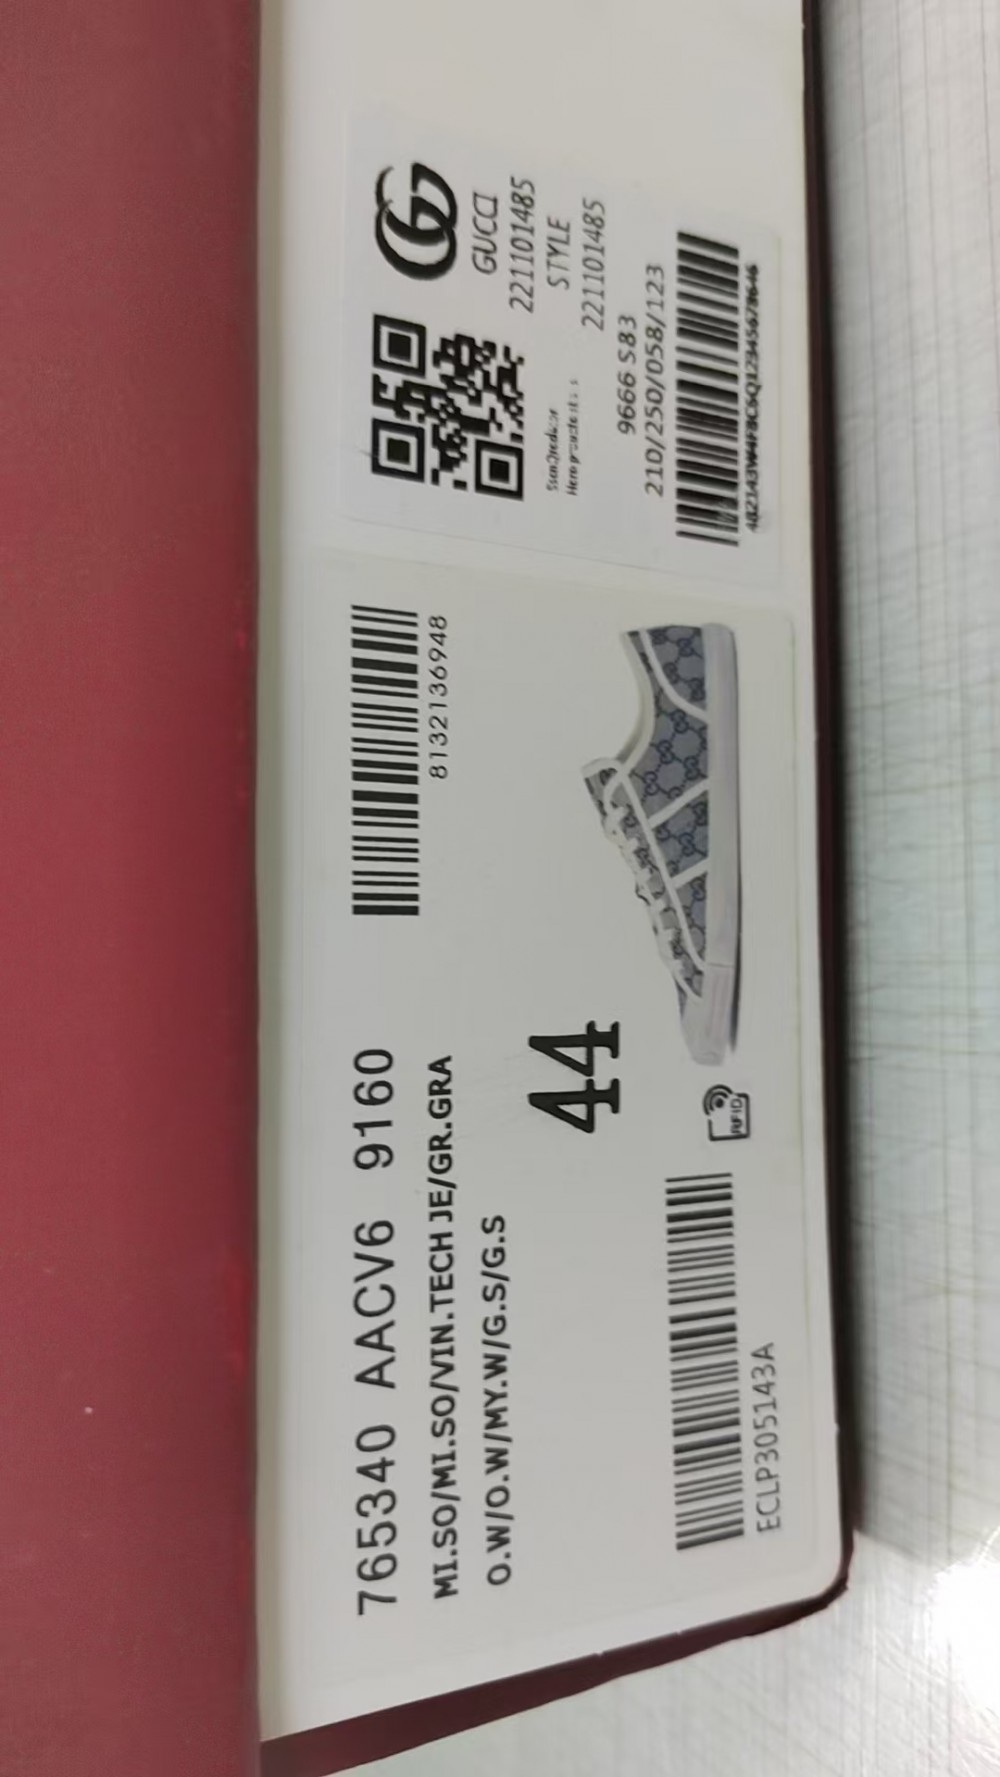 765340 AACV6 9160
MI.SO/MI.SO/VIN.TECH JE/GR.GRA
O.W/O.W/MY.W/G.S/G.S
8132136948
44
RFID
ECLP305143A
GUCCI
221101485
STYLE
221101485
9666 S83
210/250/058/123